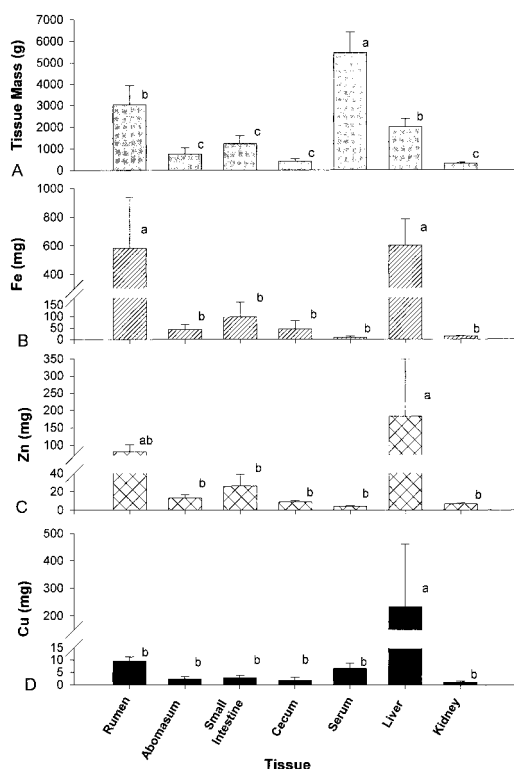 7000
6000
5000
4000
3000
2000
1000
0
Tissue Mass (g)
A
b
c
c
c
a
b
c
1000
800
600
400
150
100
50
0
Fe (mg)
B
a
b
b
b
b
a
b
350
300
250
200
150
100
40
20
0
Zn (mg)
C
ab
b
b
b
b
a
b
500
400
300
200
15
10
5
0
Cu (mg)
D
b
b
b
b
b
a
b
Rumen
Abomasum
Small
Intestine
Cecum
Serum
Liver
Kidney
Tissue